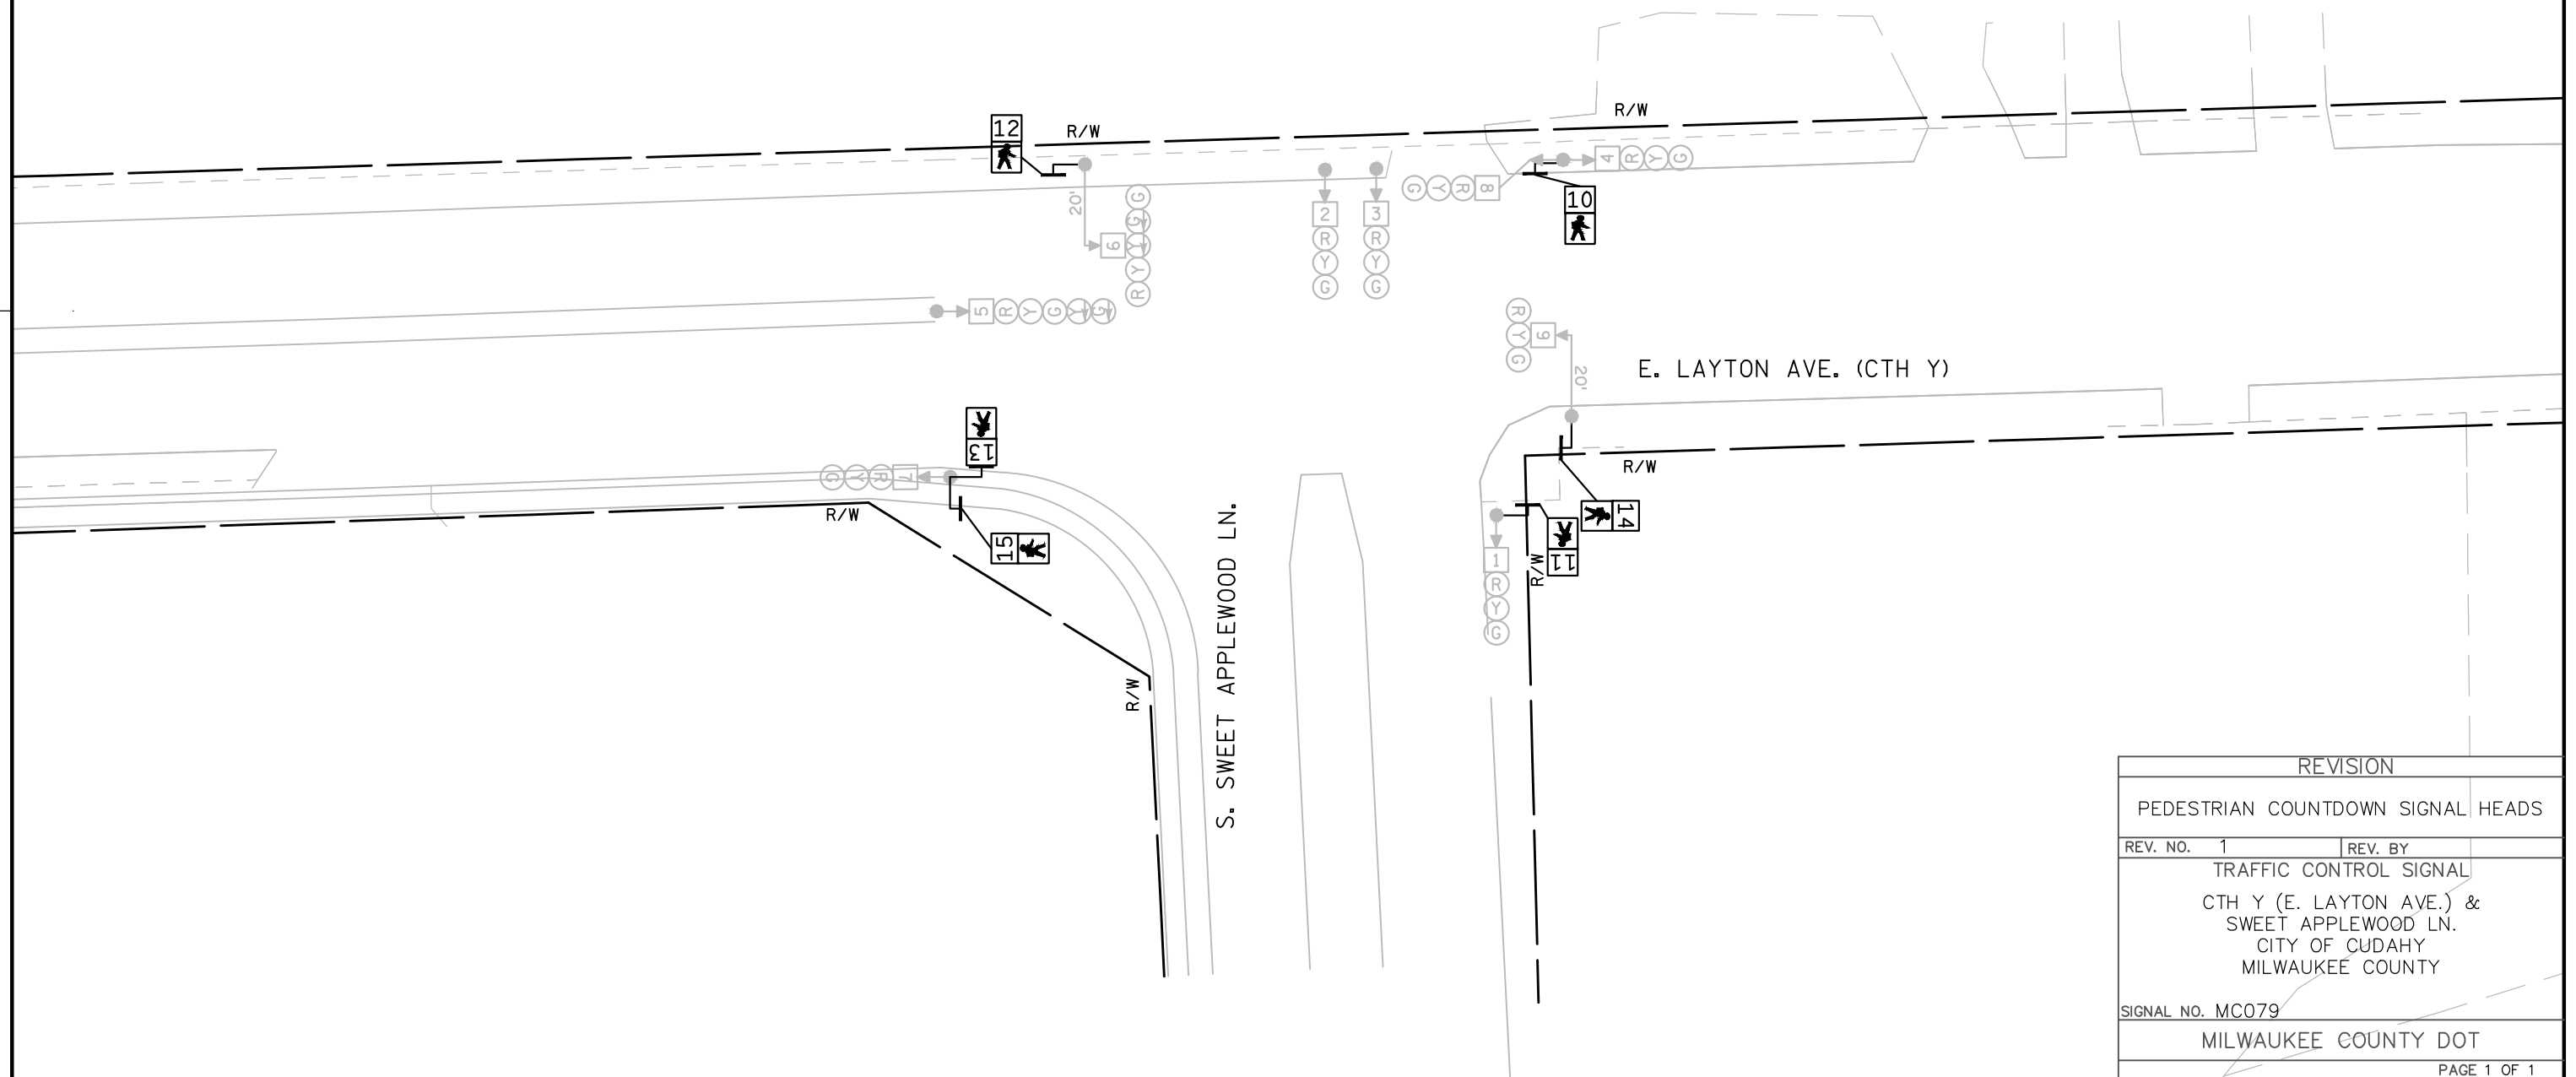 12
R/W
R/W
4 R Y G
8 R Y G
10
20'
6 R Y Y G G
2 R Y G
3 R Y G
5 R Y G Y G
9 R Y G
20'
E. LAYTON AVE. (CTH Y)
13
7 R Y G
R/W
R/W
14
15
11
1 R Y G
R/W
R/W
S. SWEET APPLEWOOD LN.
REVISION
PEDESTRIAN COUNTDOWN SIGNAL HEADS
REV. NO. 1 REV. BY
TRAFFIC CONTROL SIGNAL
CTH Y (E. LAYTON AVE.) &
SWEET APPLEWOOD LN.
CITY OF CUDAHY
MILWAUKEE COUNTY
SIGNAL NO. MC079
MILWAUKEE COUNTY DOT
PAGE 1 OF 1